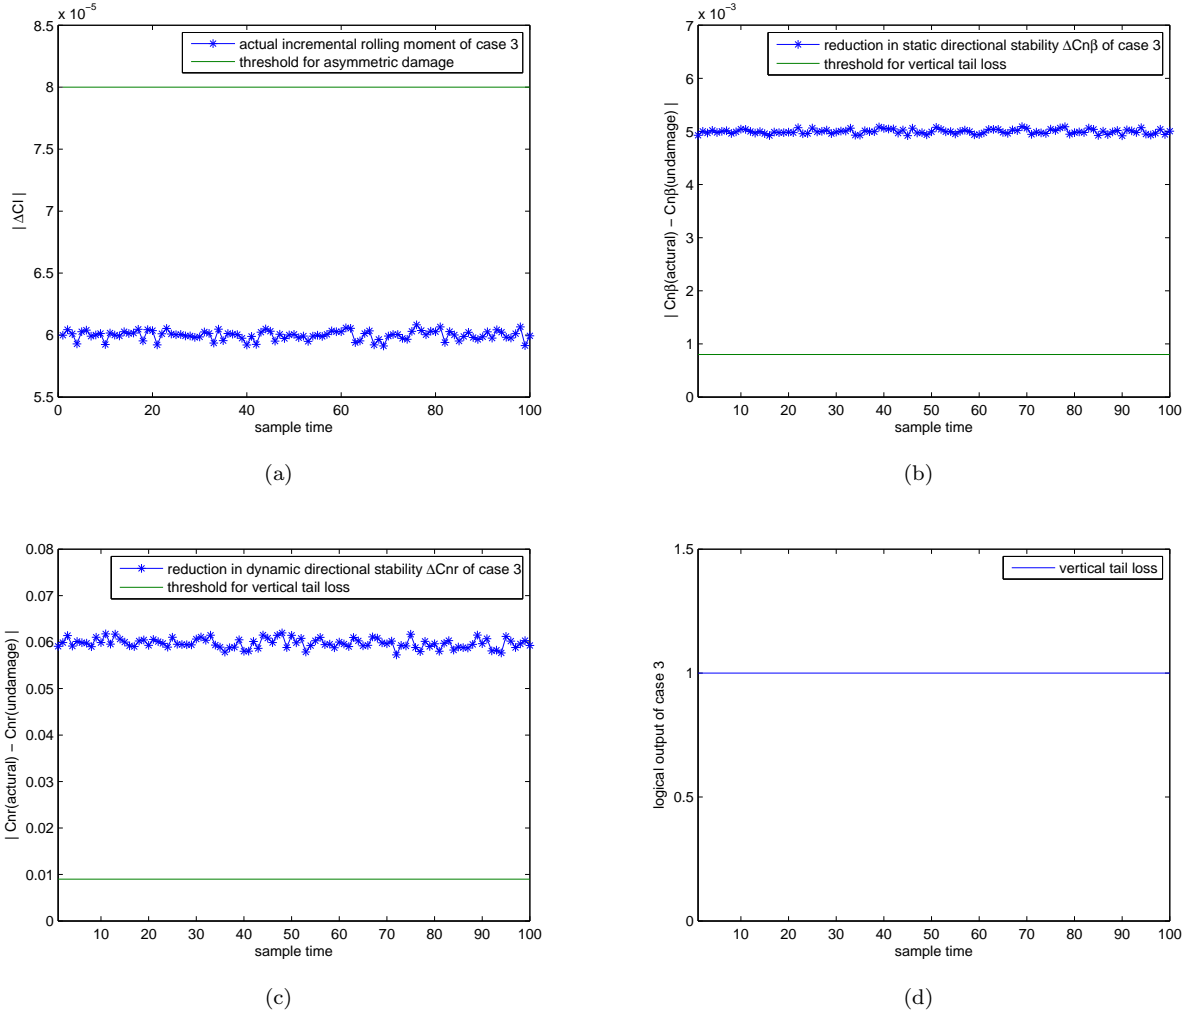 x 10⁻⁵
8.5
8
7.5
7
6.5
6
5.5
| ΔCl |
actual incremental rolling moment of case 3
threshold for asymmetric damage
0 20 40 60 80 100
sample time
(a)
x 10⁻³
7
6
5
4
3
2
1
0
| Cnβ(actural) − Cnβ(undamage) |
reduction in static directional stability ΔCnβ of case 3
threshold for vertical tail loss
10 20 30 40 50 60 70 80 90 100
sample time
(b)
0.08
0.07
0.06
0.05
0.04
0.03
0.02
0.01
0
| Cnr(actural) − Cnr(undamage) |
reduction in dynamic directional stability ΔCnr of case 3
threshold for vertical tail loss
10 20 30 40 50 60 70 80 90 100
sample time
(c)
1.5
1
0.5
0
logical output of case 3
vertical tail loss
10 20 30 40 50 60 70 80 90 100
sample time
(d)